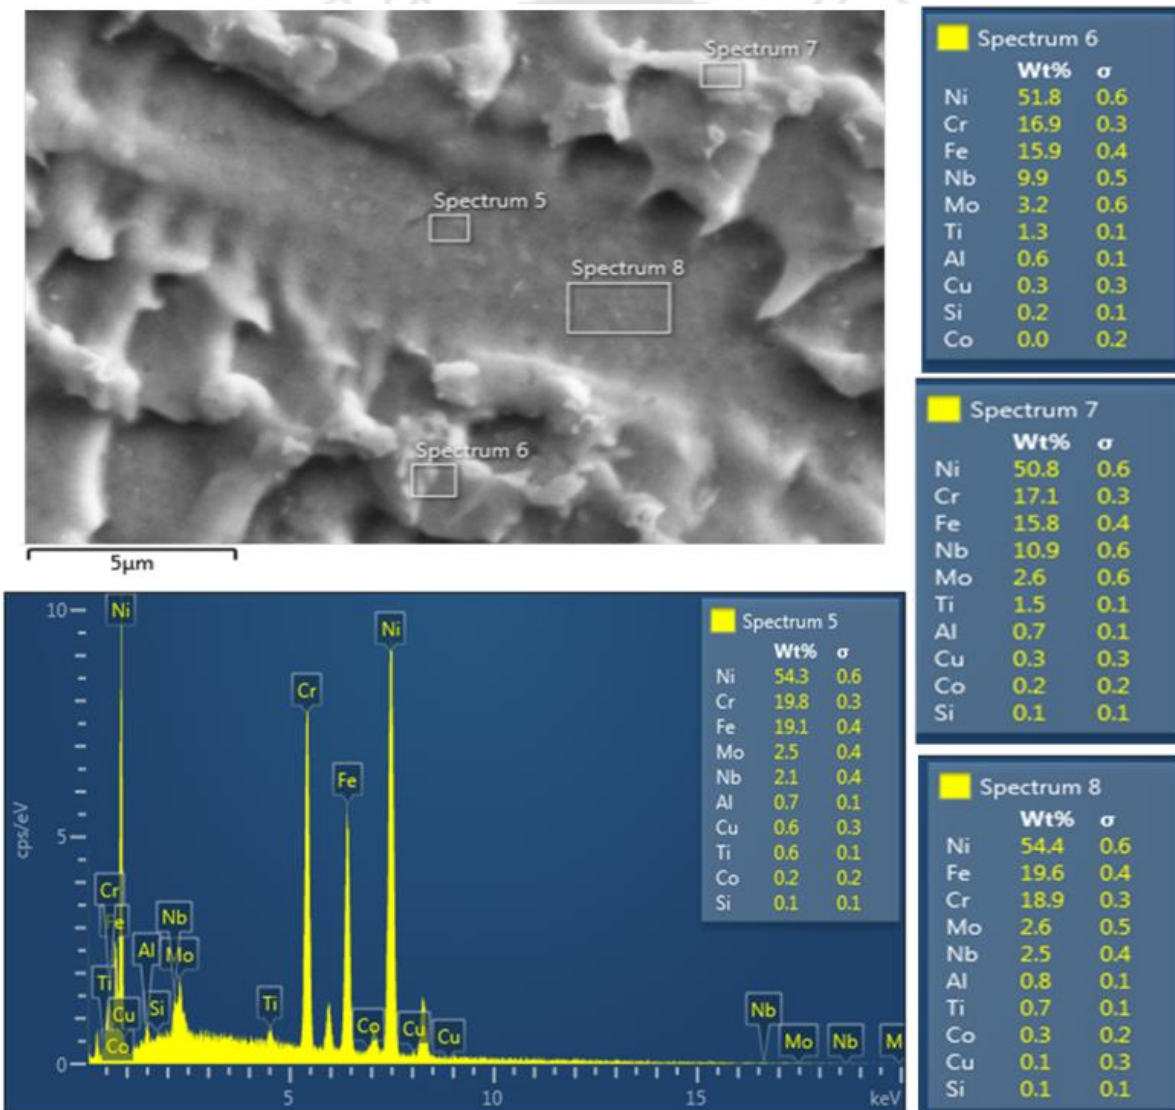 Spectrum 7
Spectrum 5
Spectrum 8
Spectrum 6
5μm
Spectrum 6
Wt% σ
Ni 51.8 0.6
Cr 16.9 0.3
Fe 15.9 0.4
Nb 9.9 0.5
Mo 3.2 0.6
Ti 1.3 0.1
Al 0.6 0.1
Cu 0.3 0.3
Si 0.2 0.1
Co 0.0 0.2
Spectrum 7
Wt% σ
Ni 50.8 0.6
Cr 17.1 0.3
Fe 15.8 0.4
Nb 10.9 0.6
Mo 2.6 0.6
Ti 1.5 0.1
Al 0.7 0.1
Cu 0.3 0.3
Co 0.2 0.2
Si 0.1 0.1
Spectrum 8
Wt% σ
Ni 54.4 0.6
Fe 19.6 0.4
Cr 18.9 0.3
Mo 2.6 0.5
Nb 2.5 0.4
Al 0.8 0.1
Ti 0.7 0.1
Co 0.3 0.2
Cu 0.1 0.3
Si 0.1 0.1
Spectrum 5
Wt% σ
Ni 54.3 0.6
Cr 19.8 0.3
Fe 19.1 0.4
Mo 2.5 0.4
Nb 2.1 0.4
Al 0.7 0.1
Cu 0.6 0.3
Ti 0.6 0.1
Co 0.2 0.2
Si 0.1 0.1
10
Ni
Ni
Cr
Fe
cps/eV
5
Cr
Fe
Nb
Al
Mo
Ti
Si
Cu
Co
Ti
Co
Cu
Cu
Nb
Mo
Nb
M
0
5
10
15
keV